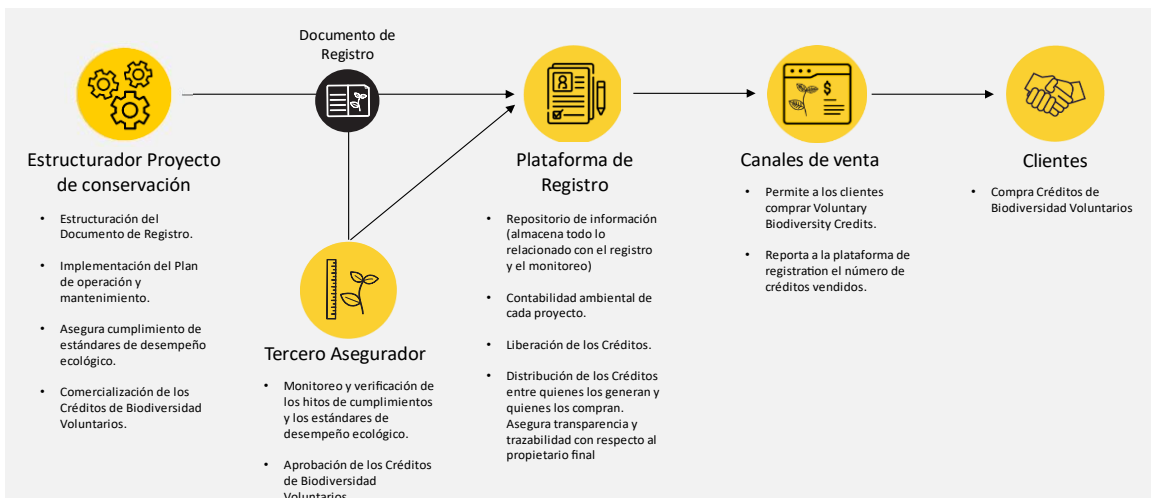 Documento de
Registro
Estructurador Proyecto
de conservación
• Estructuración del
Documento de Registro.
• Implementación del Plan
de operación y
mantenimiento.
• Asegura cumplimiento de
estándares de desempeño
ecológico.
• Comercialización de los
Créditos de Biodiversidad
Voluntarios.
Tercero Asegurador
• Monitoreo y verificación de
los hitos de cumplimientos
y los estándares de
desempeño ecológico.
• Aprobación de los Créditos
de Biodiversidad
Voluntarios
Plataforma de
Registro
• Repositorio de información
(almacena todo lo
relacionado con el registro
y el monitoreo)
• Contabilidad ambiental de
cada proyecto.
• Liberación de los Créditos.
• Distribución de los Créditos
entre quienes los generan y
quienes los compran.
Asegura transparencia y
trazabilidad con respecto al
propietario final
$
Canales de venta
• Permite a los clientes
comprar Voluntary
Biodiversity Credits.
• Reporta a la plataforma de
registration el número de
créditos vendidos.
Clientes
• Compra Créditos de
Biodiversidad Voluntarios